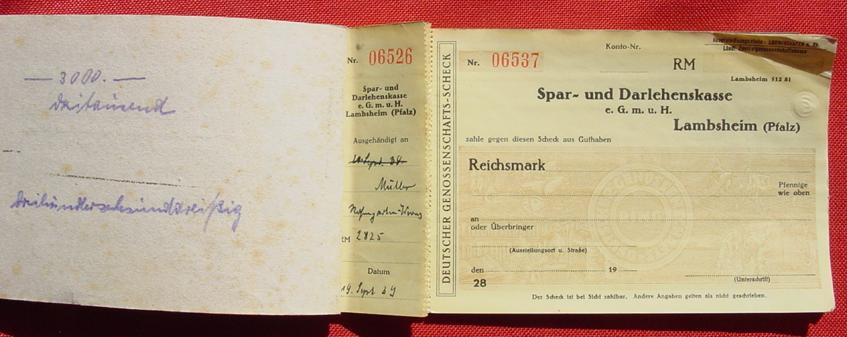 — 3000. —
dreitausend
Nr. 06526
Spar- und
Darlehenskasse
e. G. m. u. H.
Lambsheim (Pfalz)
Ausgehändigt an
Müller
RM 2825
Datum
19. Sept 39
DEUTSCHER GENOSSENSCHAFTS-SCHECK
Konto-Nr.
Nr. 06537
RM
Lambsheim 512 81
Spar- und Darlehenskasse
e. G. m. u. H.
Lambsheim (Pfalz)
zahle gegen diesen Scheck aus Guthaben
Reichsmark
Pfennige
wie oben
an
oder Überbringer
(Ausstellungsort u. Straße)
den
19
28
(Unterschrift)
Der Scheck ist bei Sicht zahlbar. Andere Angaben gelten als nicht geschrieben.